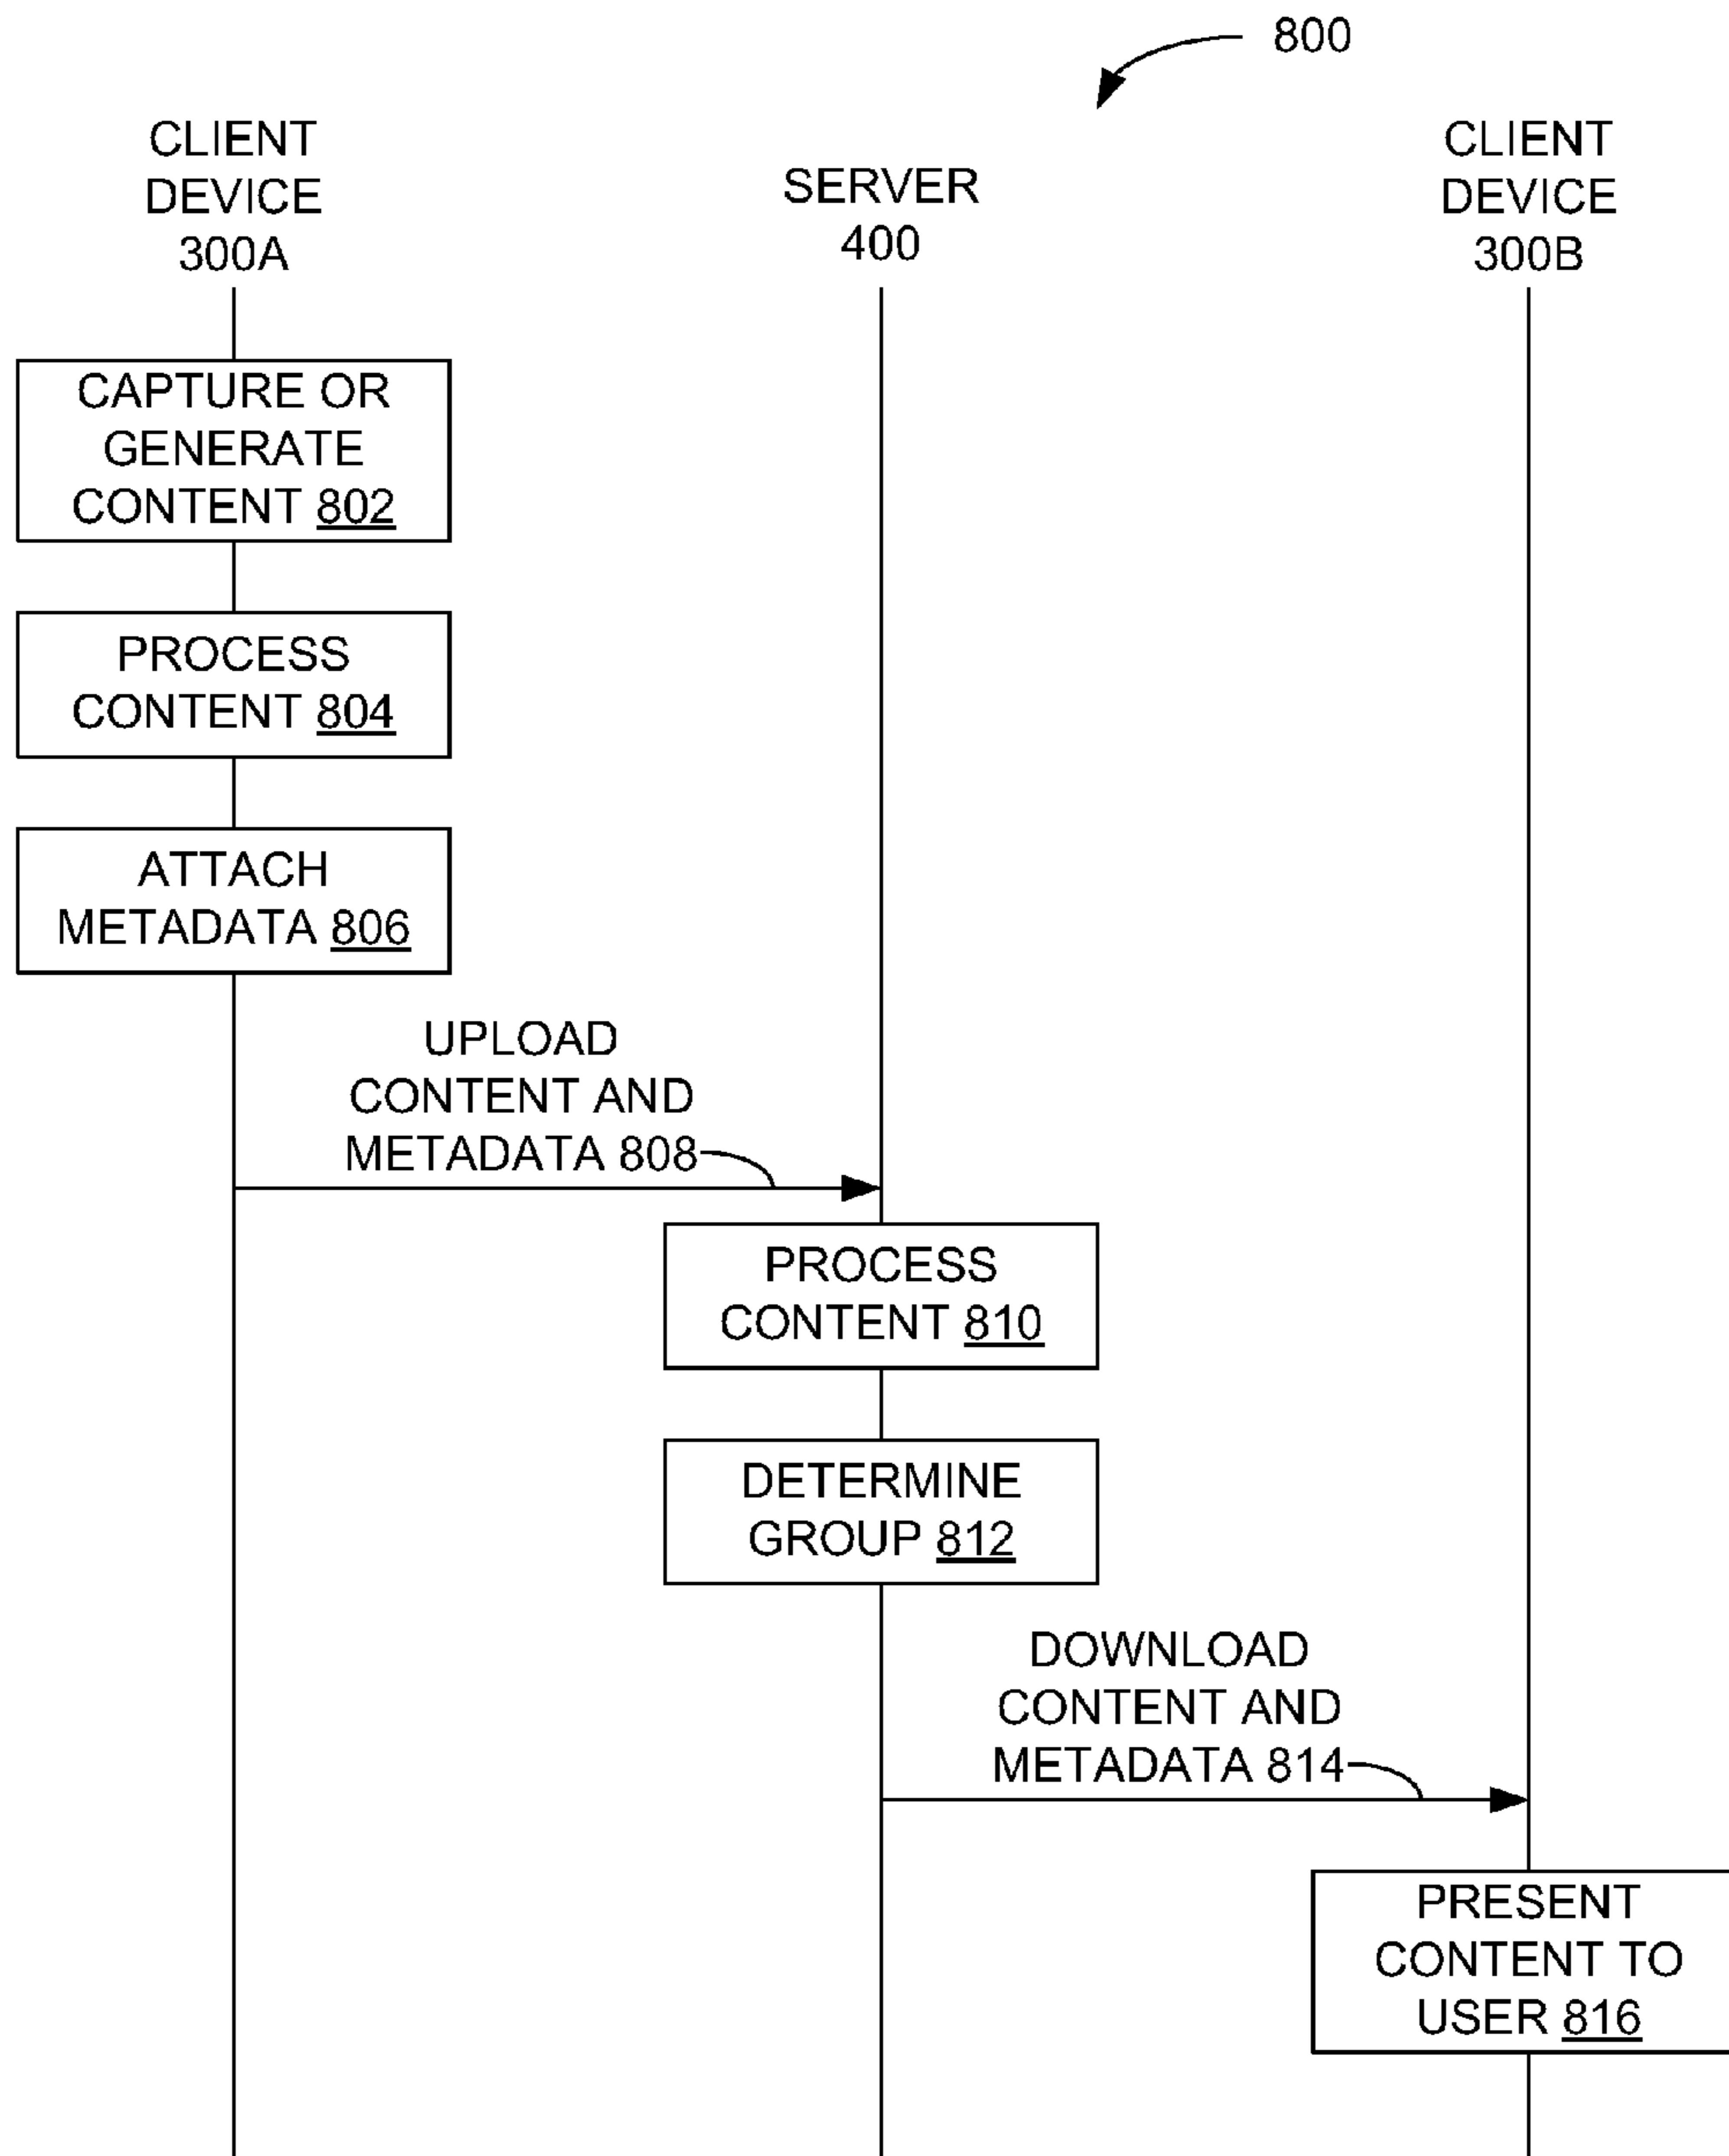 800
CLIENT
DEVICE
300A
SERVER
400
CLIENT
DEVICE
300B
CAPTURE OR
GENERATE
CONTENT 802
PROCESS
CONTENT 804
ATTACH
METADATA 806
UPLOAD
CONTENT AND
METADATA 808
PROCESS
CONTENT 810
DETERMINE
GROUP 812
DOWNLOAD
CONTENT AND
METADATA 814
PRESENT
CONTENT TO
USER 816